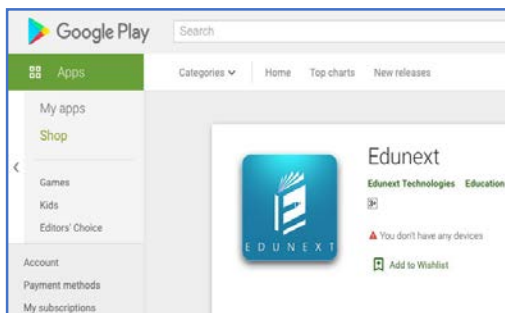 Google Play
Search
Apps
Categories
Home
Top charts
New releases
My apps
Shop
Games
Kids
Editors' Choice
Account
Payment methods
My subscriptions
EDUNEXT
Edunext
Edunext Technologies
Education
3+
You don't have any devices
Add to Wishlist